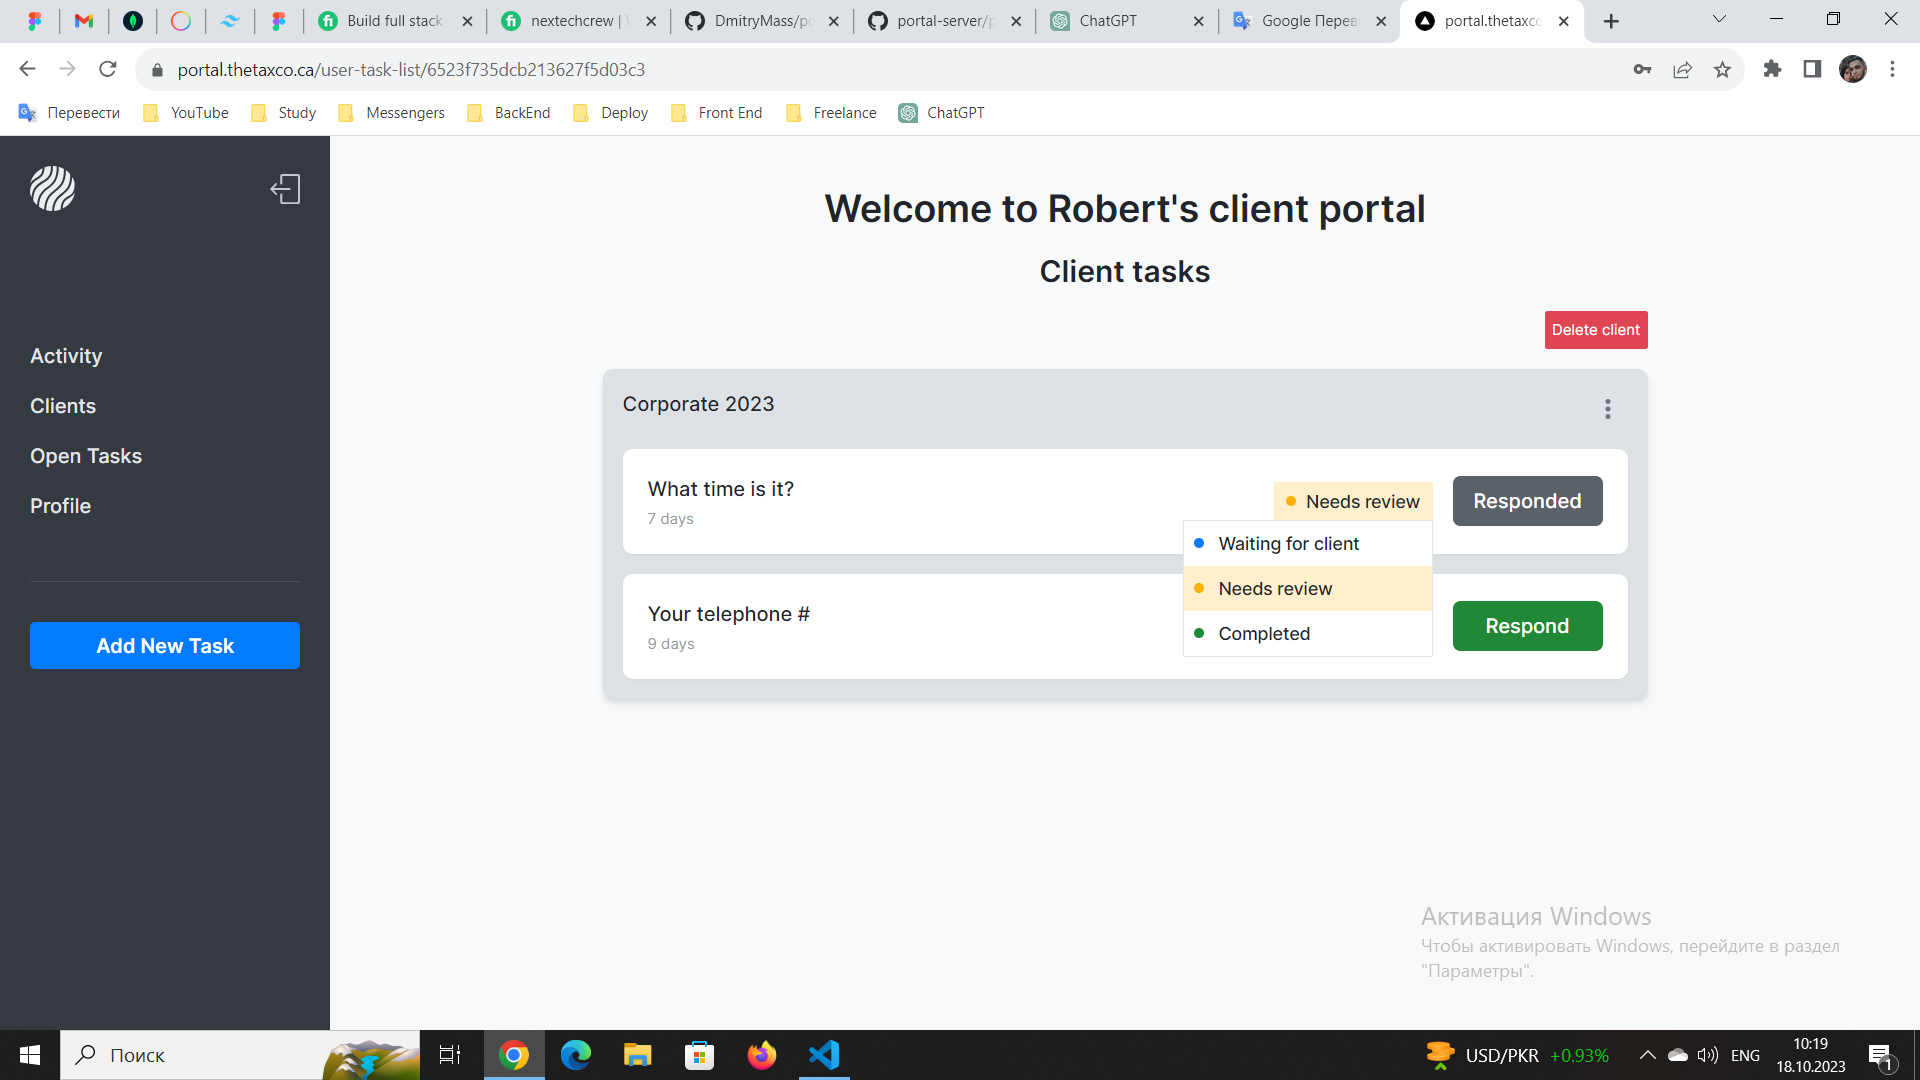 Build full stack
nextechcrew |
DmitryMass/po
portal-server/p
ChatGPT
Google Перев
portal.thetaxco
portal.thetaxco.ca/user-task-list/6523f735dcb213627f5d03c3
Перевести
YouTube
Study
Messengers
BackEnd
Deploy
Front End
Freelance
ChatGPT
Welcome to Robert's client portal
Client tasks
Delete client
Activity
Clients
Open Tasks
Profile
Add New Task
Corporate 2023
What time is it?
7 days
Needs review
Responded
Waiting for client
Needs review
Completed
Your telephone #
9 days
Respond
Активация Windows
Чтобы активировать Windows, перейдите в раздел
"Параметры".
Поиск
USD/PKR +0.93%
ENG
10:19
18.10.2023
1